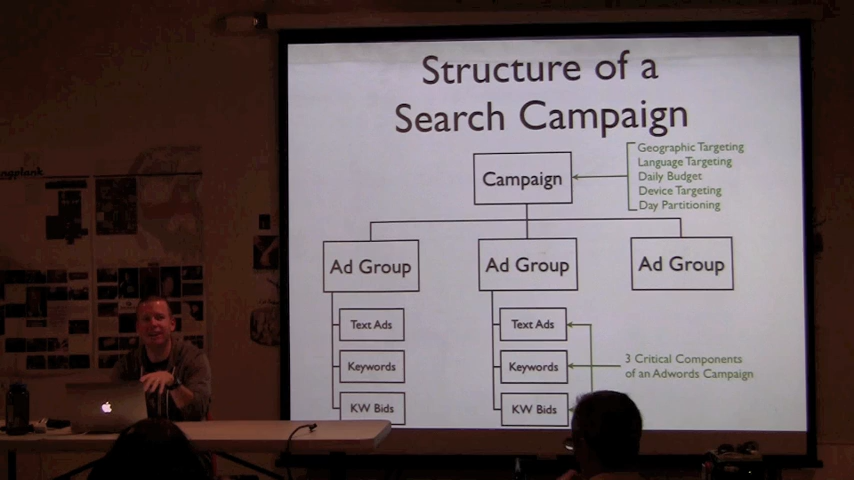 Structure of a
Search Campaign
Campaign
Geographic Targeting
Language Targeting
Daily Budget
Device Targeting
Day Partitioning
Ad Group
Ad Group
Ad Group
Text Ads
Keywords
KW Bids
Text Ads
Keywords
KW Bids
3 Critical Components
of an Adwords Campaign